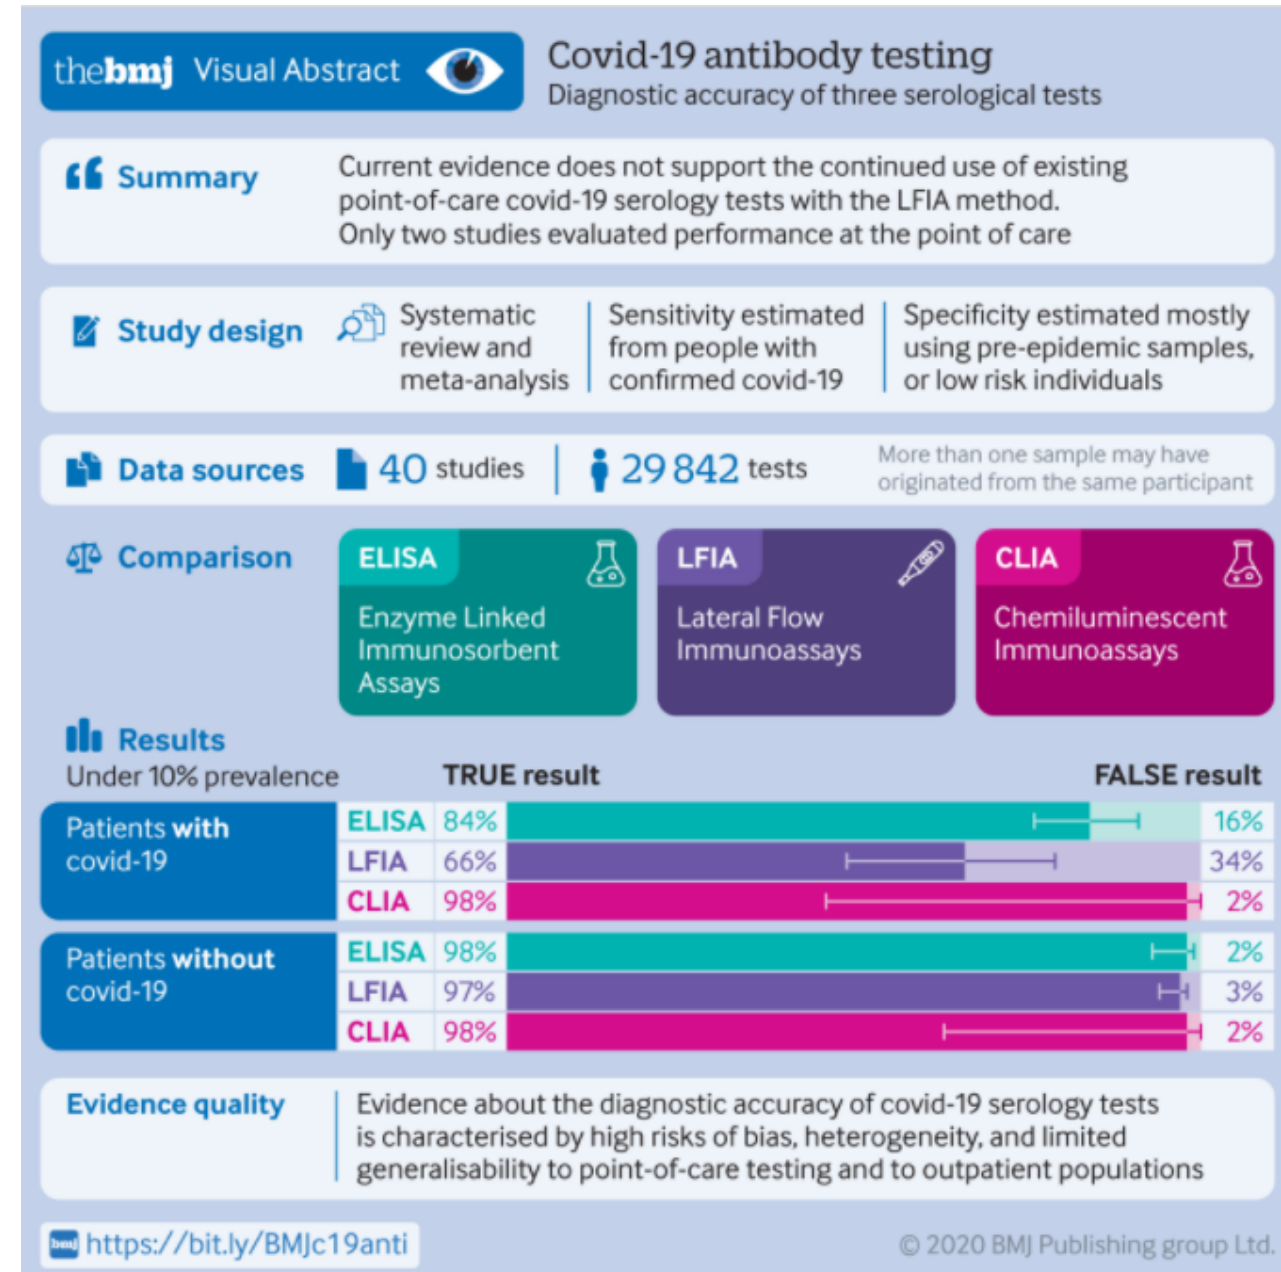 thebmj Visual Abstract
Covid-19 antibody testing
Diagnostic accuracy of three serological tests
Summary
Current evidence does not support the continued use of existing
point-of-care covid-19 serology tests with the LFIA method.
Only two studies evaluated performance at the point of care
Study design
Systematic
review and
meta-analysis
Sensitivity estimated
from people with
confirmed covid-19
Specificity estimated mostly
using pre-epidemic samples,
or low risk individuals
Data sources
40 studies
29 842 tests
More than one sample may have
originated from the same participant
Comparison
ELISA
Enzyme Linked
Immunosorbent
Assays
LFIA
Lateral Flow
Immunoassays
CLIA
Chemiluminescent
Immunoassays
Results
Under 10% prevalence
TRUE result
FALSE result
Patients with
covid-19
ELISA 84% 16%
LFIA 66% 34%
CLIA 98% 2%
Patients without
covid-19
ELISA 98% 2%
LFIA 97% 3%
CLIA 98% 2%
Evidence quality
Evidence about the diagnostic accuracy of covid-19 serology tests
is characterised by high risks of bias, heterogeneity, and limited
generalisability to point-of-care testing and to outpatient populations
bmj https://bit.ly/BMJc19anti
© 2020 BMJ Publishing group Ltd.